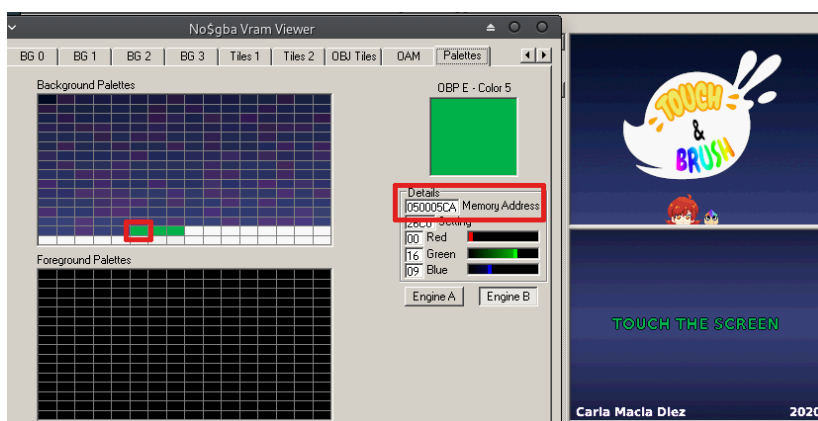 No$gba Vram Viewer
BG 0 BG 1 BG 2 BG 3 Tiles 1 Tiles 2 OBJ Tiles OAM Palettes
Background Palettes
OBP E - Color 5
Details
050005CA Memory Address
26C0 Setting
00 Red
16 Green
09 Blue
Engine A Engine B
Foreground Palettes
TOUCH
&
BRUSH
TOUCH THE SCREEN
Carla Macia Diez 2020